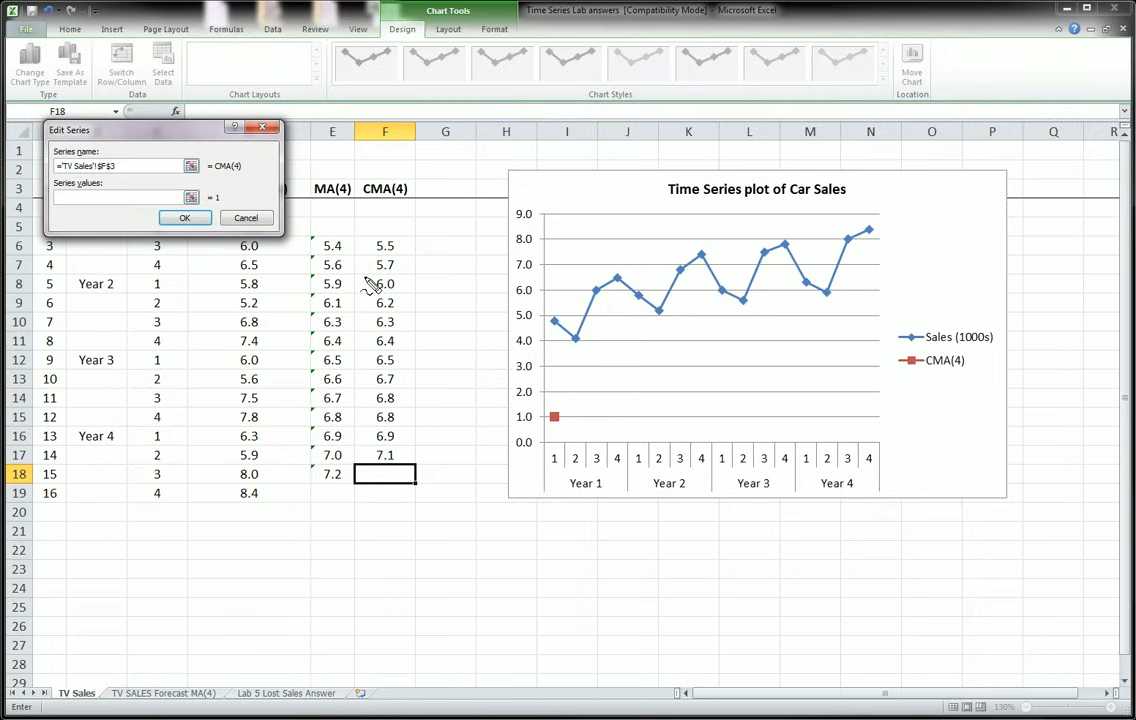 Chart Tools
Time Series Lab answers [Compatibility Mode] - Microsoft Excel
File Home Insert Page Layout Formulas Data Review View Design Layout Format
Change Chart Type
Save As Template
Switch Row/Column
Select Data
Move Chart
Type Data Chart Layouts Chart Styles Location
F18 fx
Edit Series
Series name:
='TV Sales'!$F$3 = CMA(4)
Series values:
= 1
OK Cancel
E F G H I J K L M N O P Q R
1
2
3 ) MA(4) CMA(4)
4
5
6 3 3 6.0 5.4 5.5
7 4 4 6.5 5.6 5.7
8 5 Year 2 1 5.8 5.9 6.0
9 6 2 5.2 6.1 6.2
10 7 3 6.8 6.3 6.3
11 8 4 7.4 6.4 6.4
12 9 Year 3 1 6.0 6.5 6.5
13 10 2 5.6 6.6 6.7
14 11 3 7.5 6.7 6.8
15 12 4 7.8 6.8 6.8
16 13 Year 4 1 6.3 6.9 6.9
17 14 2 5.9 7.0 7.1
18 15 3 8.0 7.2
19 16 4 8.4
20
21
22
23
24
25
26
27
28
29
Time Series plot of Car Sales
9.0
8.0
7.0
6.0
5.0
4.0
3.0
2.0
1.0
0.0
Sales (1000s)
CMA(4)
1 2 3 4 1 2 3 4 1 2 3 4 1 2 3 4
Year 1 Year 2 Year 3 Year 4
TV Sales TV SALES Forecast MA(4) Lab 5 Lost Sales Answer
Enter 130%